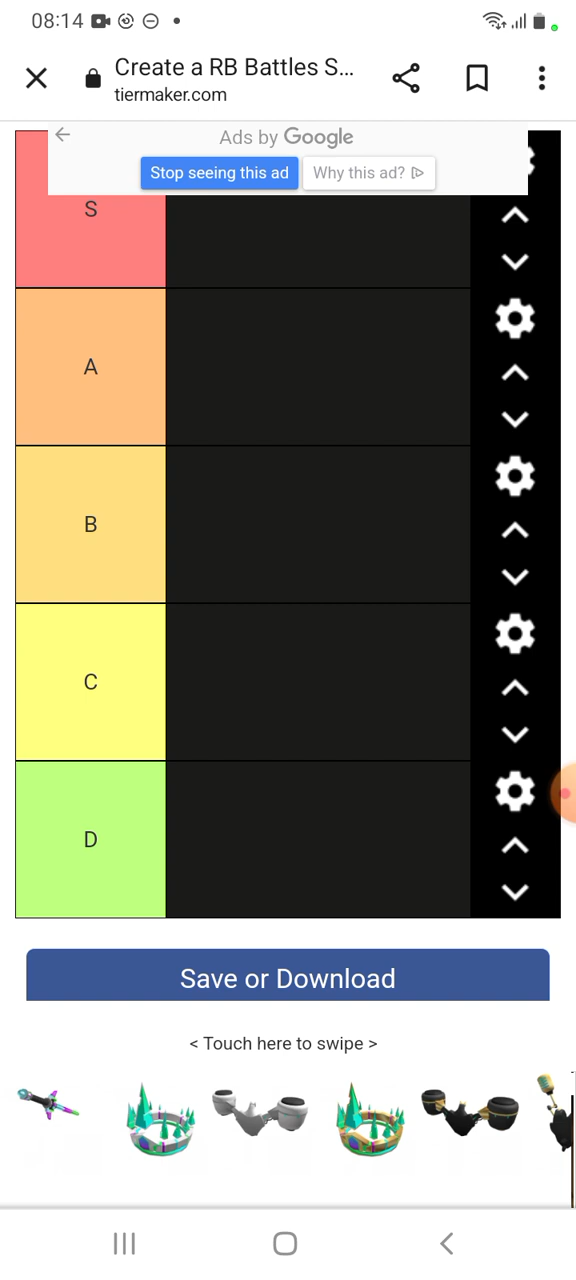 08:14
Create a RB Battles S...
tiermaker.com
Ads by Google
Stop seeing this ad
Why this ad?
S
A
B
C
D
Save or Download
< Touch here to swipe >